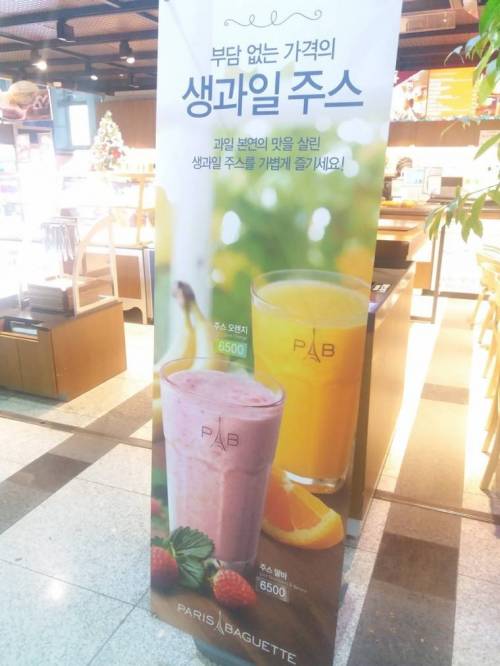 부담 없는 가격의
생과일 주스
과일 본연의 맛을 살린
생과일 주스를 가볍게 즐기세요!
주스 오렌지
6500
PAB
PAB
주스 딸바
6500
PARIS BAGUETTE